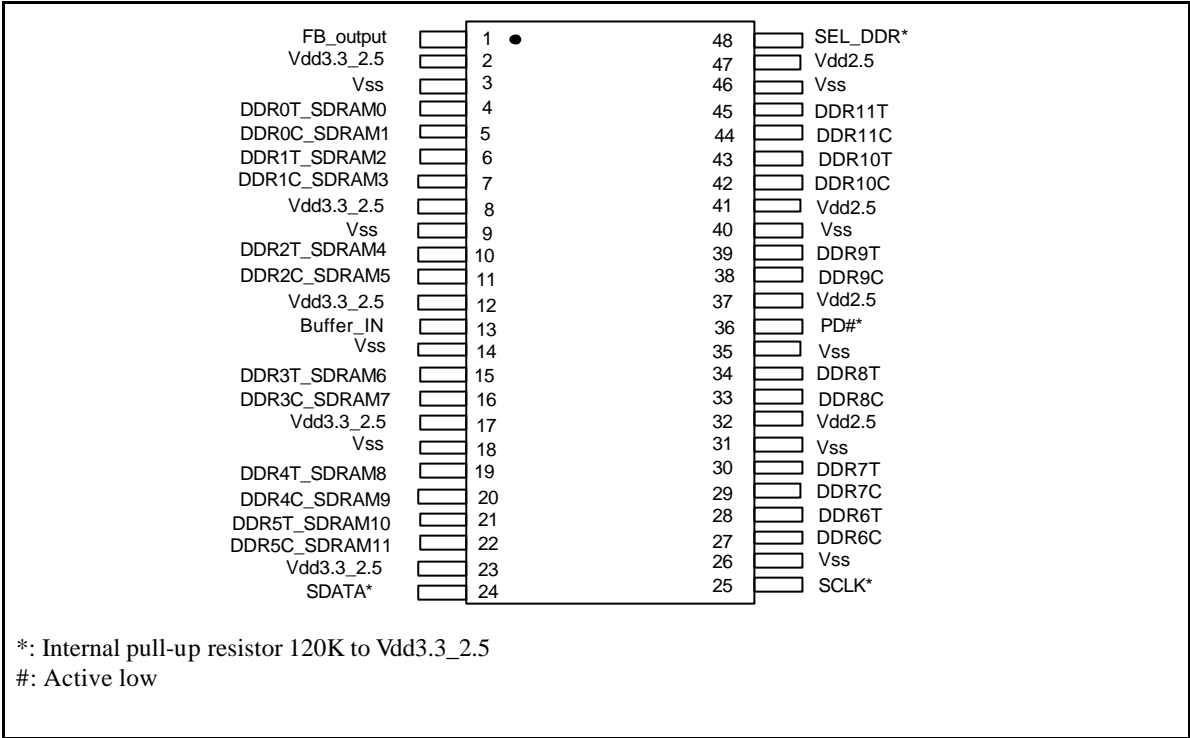 FB_output 1 48 SEL_DDR*
Vdd3.3_2.5 2 47 Vdd2.5
Vss 3 46 Vss
DDR0T_SDRAM0 4 45 DDR11T
DDR0C_SDRAM1 5 44 DDR11C
DDR1T_SDRAM2 6 43 DDR10T
DDR1C_SDRAM3 7 42 DDR10C
Vdd3.3_2.5 8 41 Vdd2.5
Vss 9 40 Vss
DDR2T_SDRAM4 10 39 DDR9T
DDR2C_SDRAM5 11 38 DDR9C
Vdd3.3_2.5 12 37 Vdd2.5
Buffer_IN 13 36 PD#*
Vss 14 35 Vss
DDR3T_SDRAM6 15 34 DDR8T
DDR3C_SDRAM7 16 33 DDR8C
Vdd3.3_2.5 17 32 Vdd2.5
Vss 18 31 Vss
DDR4T_SDRAM8 19 30 DDR7T
DDR4C_SDRAM9 20 29 DDR7C
DDR5T_SDRAM10 21 28 DDR6T
DDR5C_SDRAM11 22 27 DDR6C
Vdd3.3_2.5 23 26 Vss
SDATA* 24 25 SCLK*
*: Internal pull-up resistor 120K to Vdd3.3_2.5
#: Active low